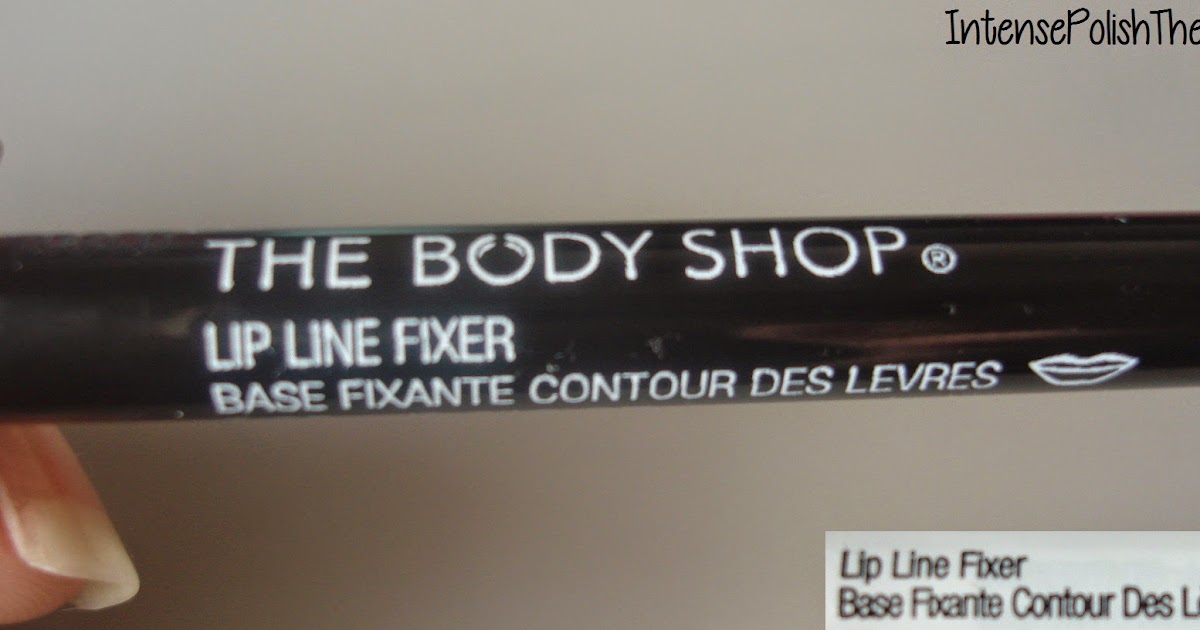 IntensePolishThe
THE BODY SHOP®
LIP LINE FIXER
BASE FIXANTE CONTOUR DES LEVRES
Lip Line Fixer
Base Fixante Contour Des L